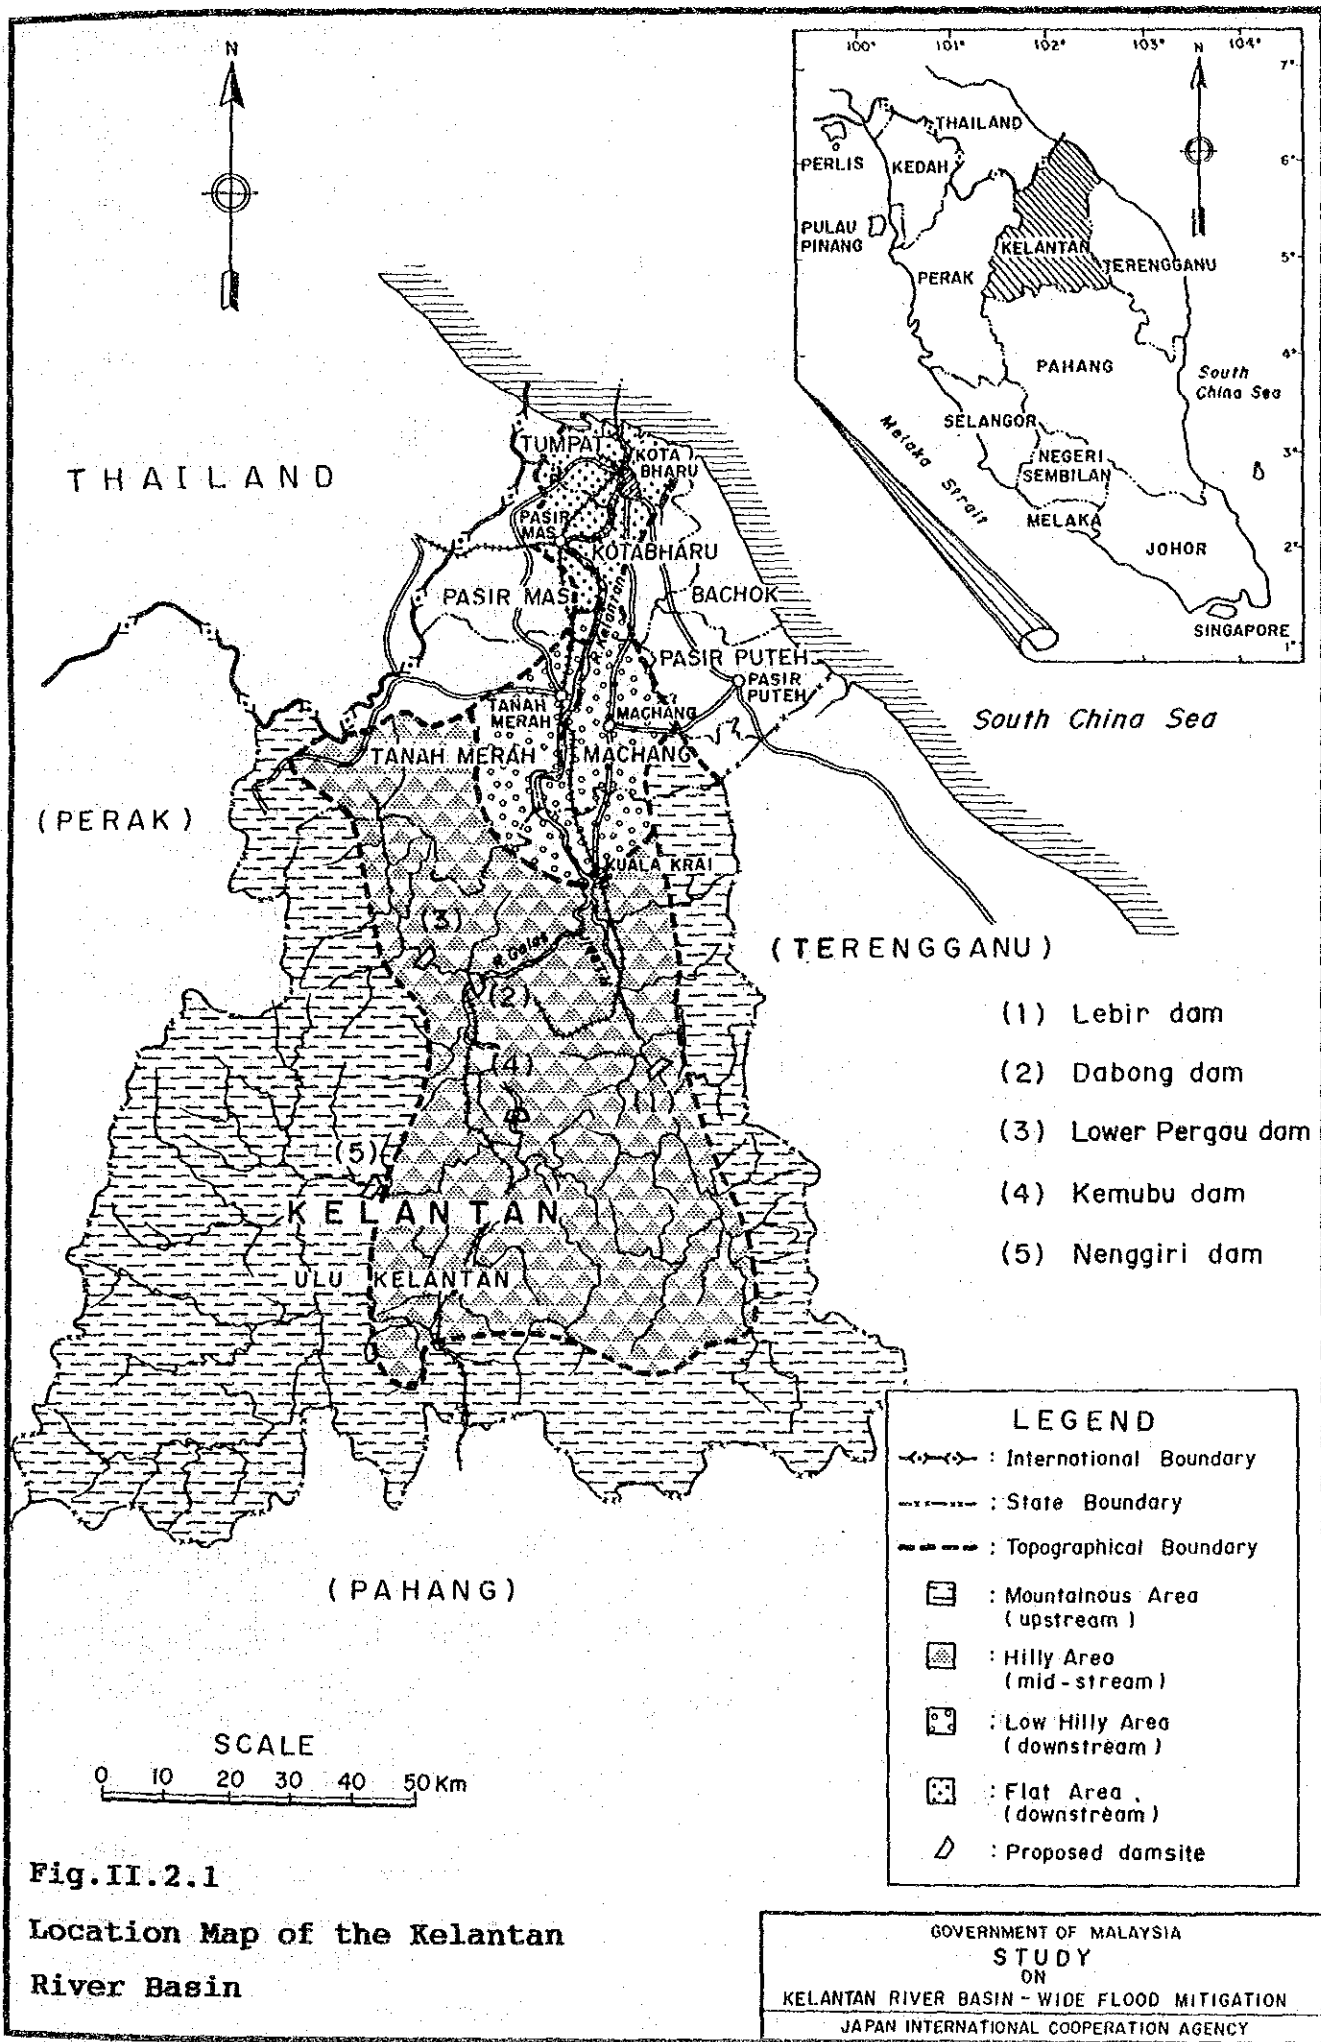 N
100° 101° 102° 103° 104°
N
7°
6°
5°
4°
3°
2°
1°
THAILAND
PERLIS
KEDAH
PULAU
PINANG
KELANTAN
PERAK
TERENGGANU
PAHANG
South
China Sea
SELANGOR
NEGERI
SEMBILAN
MELAKA
JOHOR
SINGAPORE
Melaka Strait
THAILAND
TUMPAT
KOTA
BHARU
PASIR
MAS
KOTABHARU
PASIR MAS
BACHOK
R. Kelantan
PASIR PUTEH
PASIR
PUTEH
TANAH
MERAH
MACHANG
South China Sea
TANAH MERAH
MACHANG
(PERAK)
KUALA KRAI
(3)
R. Galas
(TERENGGANU)
(2)
(4)
(1)
(5)
KELANTAN
ULU KELANTAN
(PAHANG)
(1) Lebir dam
(2) Dabong dam
(3) Lower Pergau dam
(4) Kemubu dam
(5) Nenggiri dam
LEGEND
: International Boundary
: State Boundary
: Topographical Boundary
: Mountainous Area
(upstream)
: Hilly Area
(mid-stream)
: Low Hilly Area
(downstream)
: Flat Area
(downstream)
: Proposed damsite
SCALE
0 10 20 30 40 50 Km
Fig.II.2.1
Location Map of the Kelantan
River Basin
GOVERNMENT OF MALAYSIA
STUDY
ON
KELANTAN RIVER BASIN-WIDE FLOOD MITIGATION
JAPAN INTERNATIONAL COOPERATION AGENCY